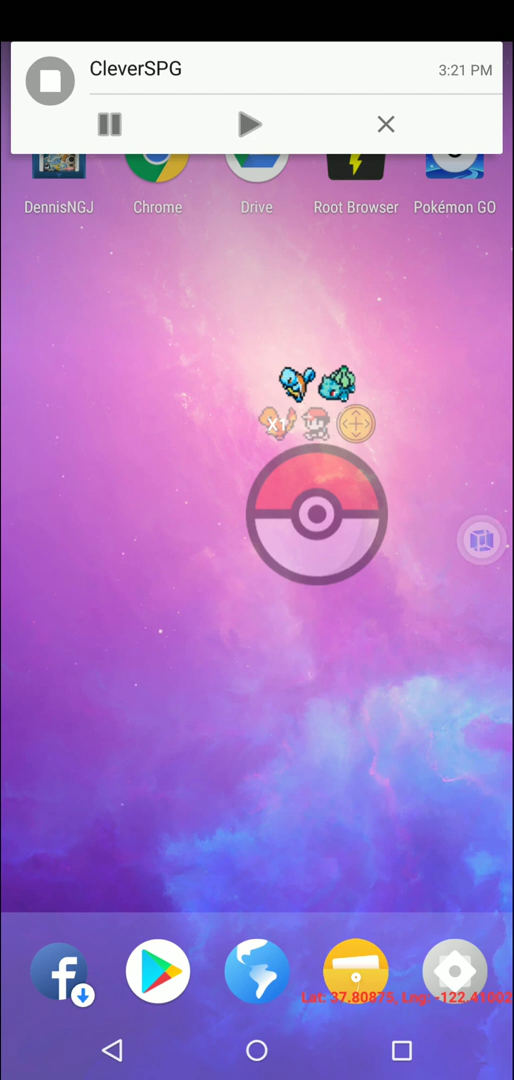 CleverSPG
3:21 PM
DennisNGJ
Chrome
Drive
Root Browser
Pokémon GO
X1
f
Lat: 37.80875, Lng: -122.41002